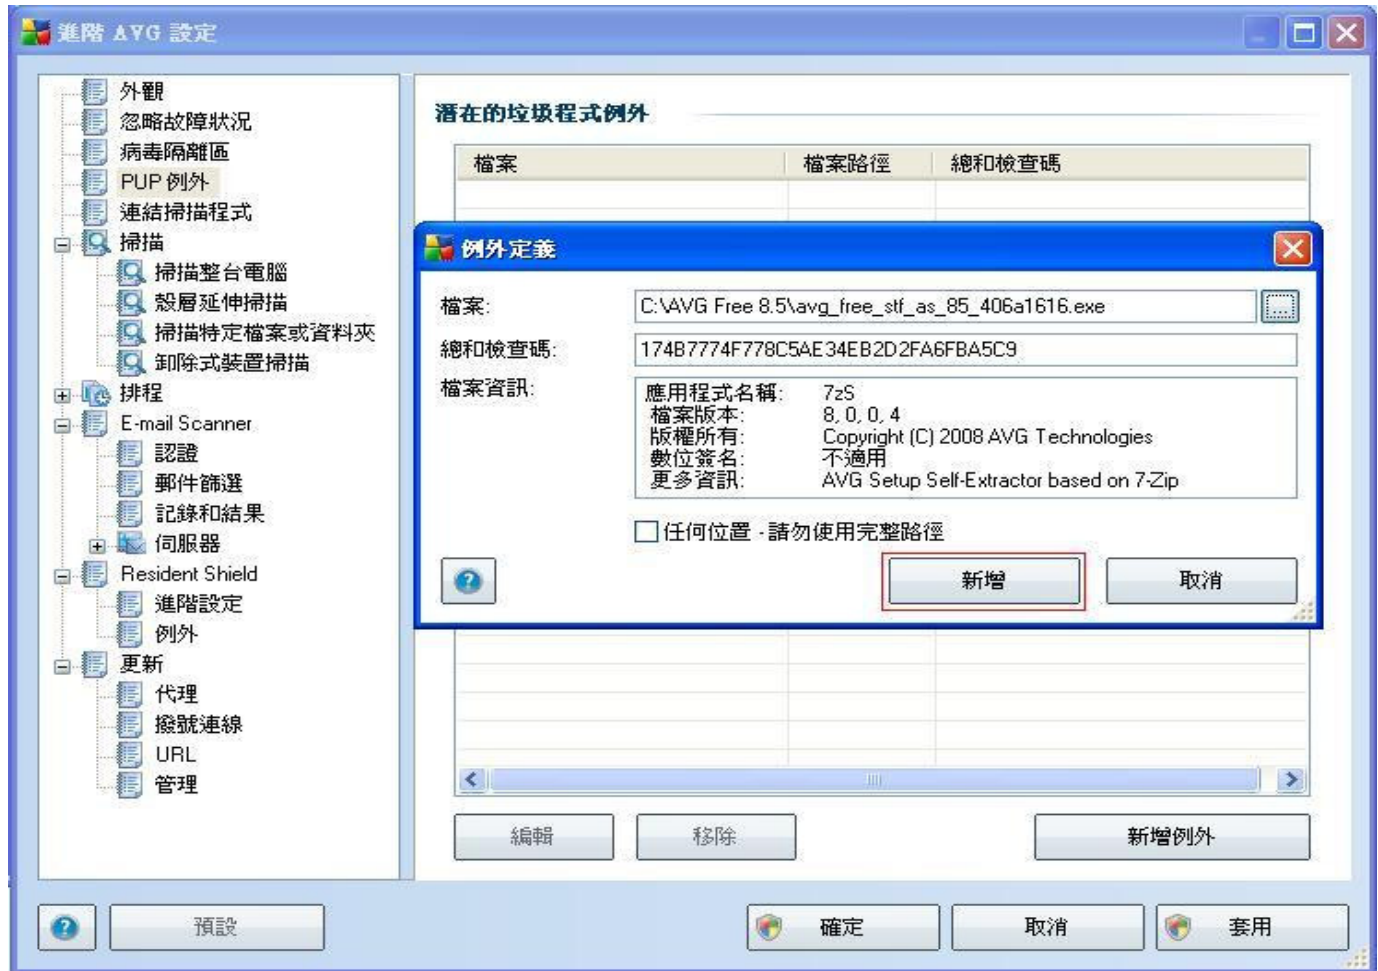 進階 AVG 設定
外觀
忽略故障狀況
病毒隔離區
PUP 例外
連結掃描程式
掃描
掃描整台電腦
殼層延伸掃描
掃描特定檔案或資料夾
卸除式裝置掃描
排程
E-mail Scanner
認證
郵件篩選
記錄和結果
伺服器
Resident Shield
進階設定
例外
更新
代理
撥號連線
URL
管理
潛在的垃圾程式例外
檔案 檔案路徑 總和檢查碼
例外定義
檔案: C:\AVG Free 8.5\avg_free_stf_as_85_406a1616.exe ...
總和檢查碼: 174B7774F778C5AE34EB2D2FA6FBA5C9
檔案資訊: 應用程式名稱: 7zS
檔案版本: 8, 0, 0, 4
版權所有: Copyright (C) 2008 AVG Technologies
數位簽名: 不適用
更多資訊: AVG Setup Self-Extractor based on 7-Zip
任何位置 - 請勿使用完整路徑
新增 取消
編輯 移除 新增例外
預設 確定 取消 套用